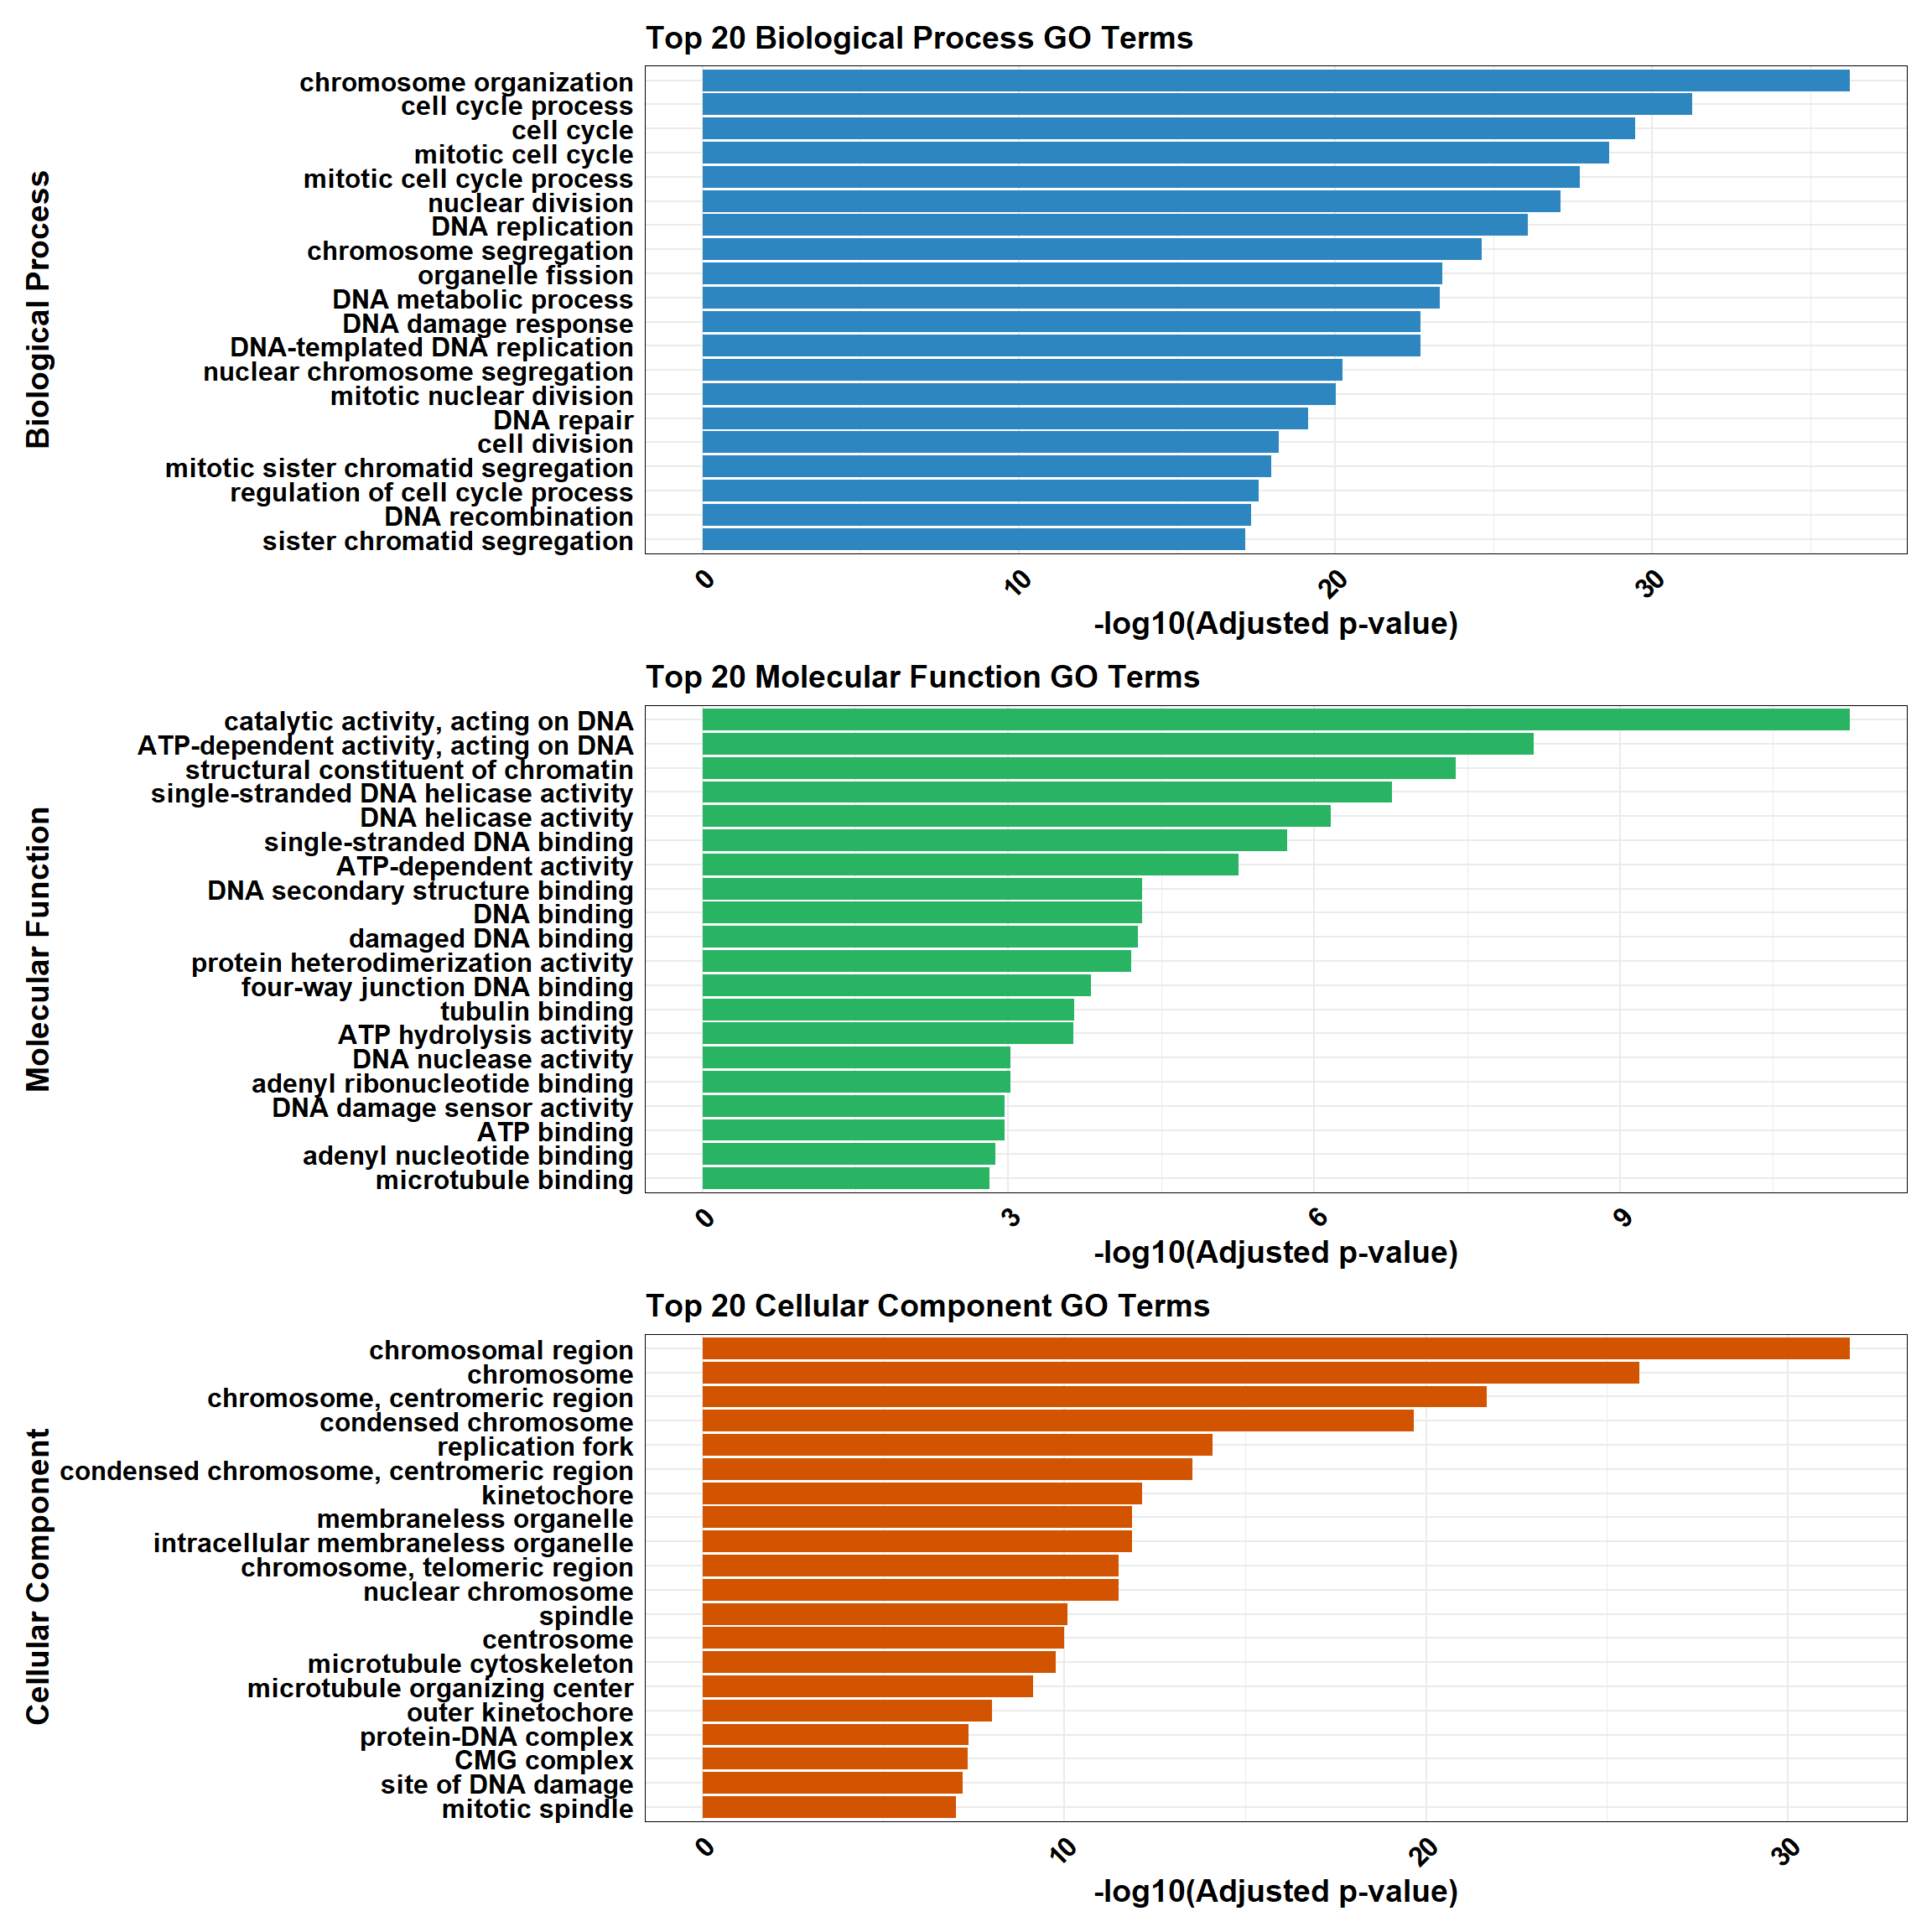 Top 20 Biological Process GO Terms
Biological Process
chromosome organization
cell cycle process
cell cycle
mitotic cell cycle
mitotic cell cycle process
nuclear division
DNA replication
chromosome segregation
organelle fission
DNA metabolic process
DNA damage response
DNA-templated DNA replication
nuclear chromosome segregation
mitotic nuclear division
DNA repair
cell division
mitotic sister chromatid segregation
regulation of cell cycle process
DNA recombination
sister chromatid segregation
0 10 20 30
-log10(Adjusted p-value)
Top 20 Molecular Function GO Terms
Molecular Function
catalytic activity, acting on DNA
ATP-dependent activity, acting on DNA
structural constituent of chromatin
single-stranded DNA helicase activity
DNA helicase activity
single-stranded DNA binding
ATP-dependent activity
DNA secondary structure binding
DNA binding
damaged DNA binding
protein heterodimerization activity
four-way junction DNA binding
tubulin binding
ATP hydrolysis activity
DNA nuclease activity
adenyl ribonucleotide binding
DNA damage sensor activity
ATP binding
adenyl nucleotide binding
microtubule binding
0 3 6 9
-log10(Adjusted p-value)
Top 20 Cellular Component GO Terms
Cellular Component
chromosomal region
chromosome
chromosome, centromeric region
condensed chromosome
replication fork
condensed chromosome, centromeric region
kinetochore
membraneless organelle
intracellular membraneless organelle
chromosome, telomeric region
nuclear chromosome
spindle
centrosome
microtubule cytoskeleton
microtubule organizing center
outer kinetochore
protein-DNA complex
CMG complex
site of DNA damage
mitotic spindle
0 10 20 30
-log10(Adjusted p-value)